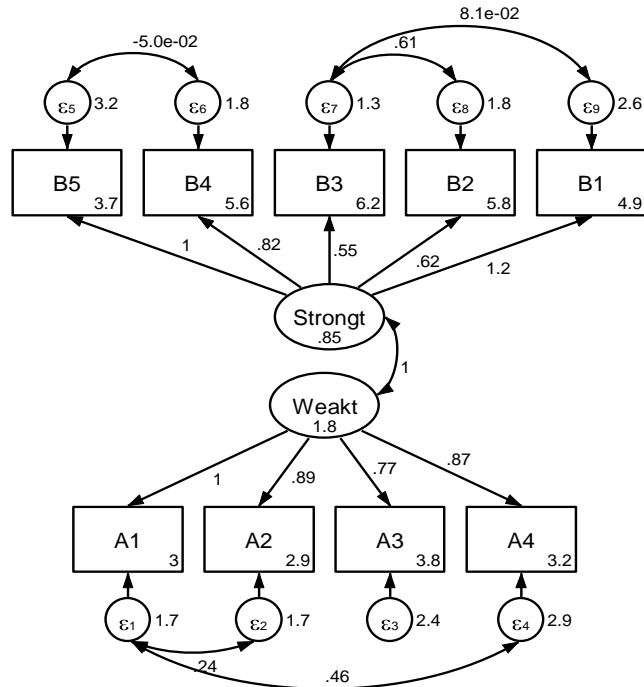 -5.0e-02 8.1e-02
.61
ε5 3.2 ε6 1.8 ε7 1.3 ε8 1.8 ε9 2.6
B5 B4 B3 B2 B1
3.7 5.6 6.2 5.8 4.9
1 .82 .55 .62 1.2
Strongt
.85
1
Weakt
1.8
1 .89 .77 .87
A1 A2 A3 A4
3 2.9 3.8 3.2
ε1 1.7 ε2 1.7 ε3 2.4 ε4 2.9
.24 .46